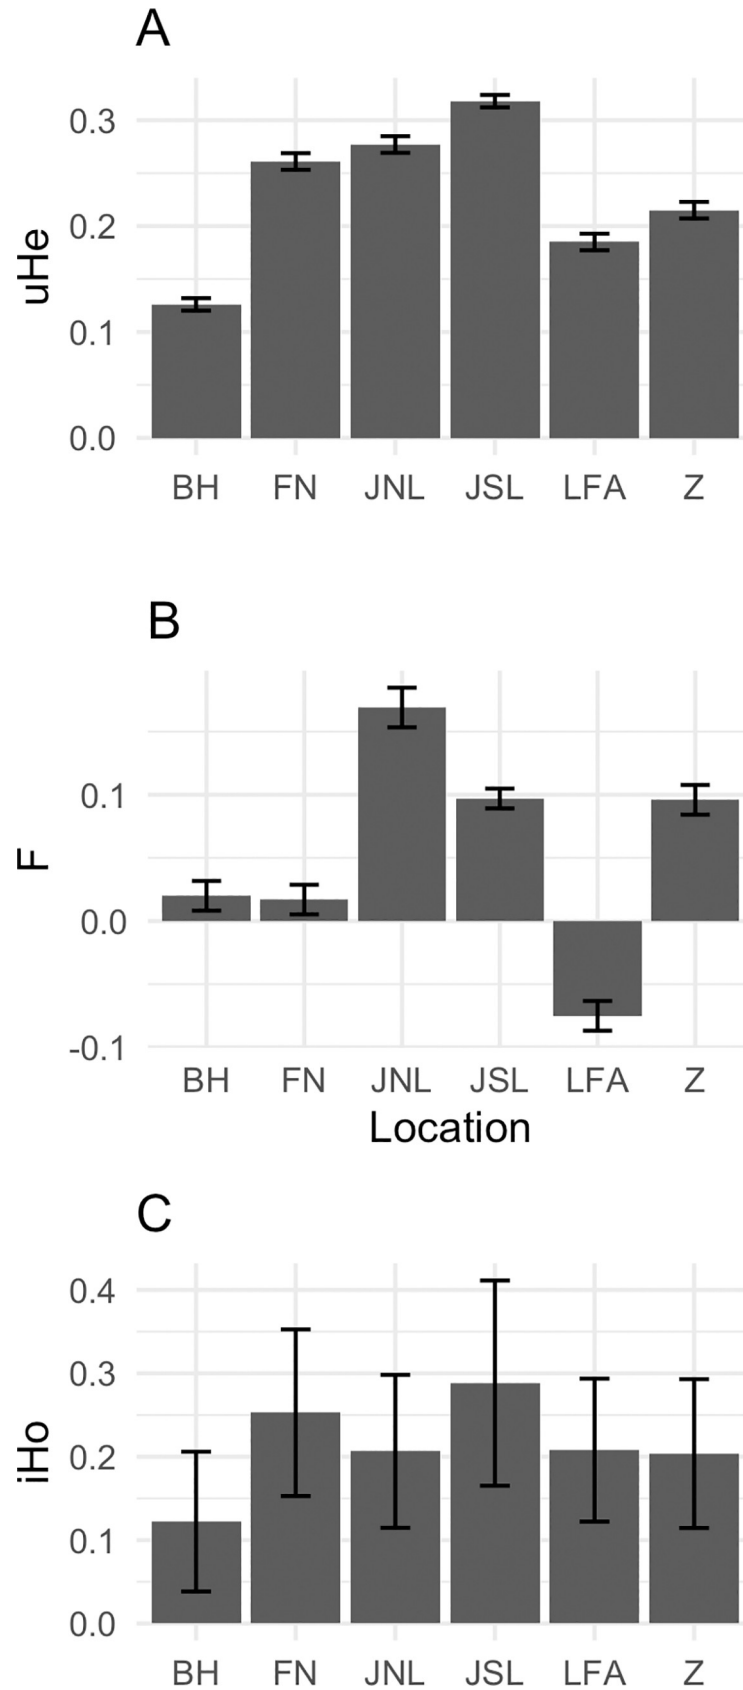 A
uHe
0.3
0.2
0.1
0.0
BH FN JNL JSL LFA Z
B
F
0.1
0.0
-0.1
BH FN JNL JSL LFA Z
Location
C
iHo
0.4
0.3
0.2
0.1
0.0
BH FN JNL JSL LFA Z